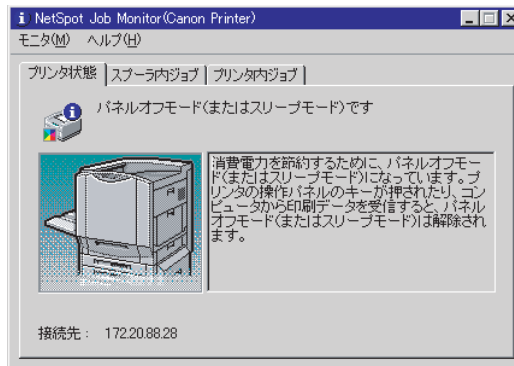 NetSpot Job Monitor(Canon Printer)
モニタ(M) ヘルプ(H)
プリンタ状態 スプーラ内ジョブ プリンタ内ジョブ
パネルオフモード(またはスリープモード)です
消費電力を節約するために、パネルオフモー
ド(またはスリープモード)になっています。プ
リンタの操作パネルのキーが押されたり、コン
ピュータから印刷データを受信すると、パネル
オフモード(またはスリープモード)は解除され
ます。
接続先： 172.20.88.28